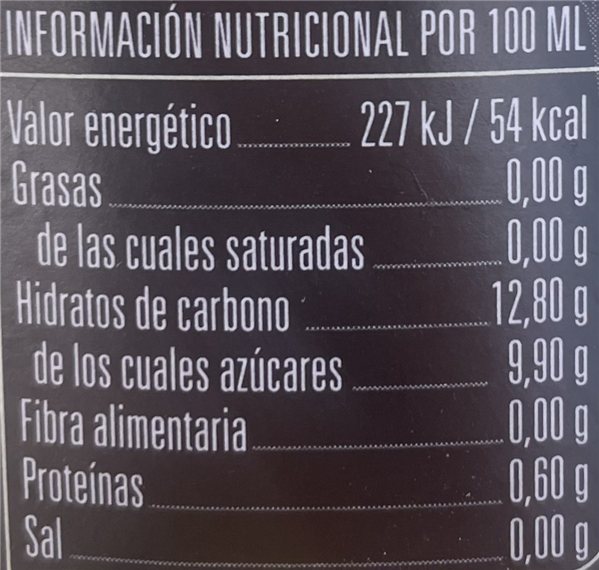 INFORMACIÓN NUTRICIONAL POR 100 ML
Valor energético 227 kJ / 54 kcal
Grasas 0,00 g
de las cuales saturadas 0,00 g
Hidratos de carbono 12,80 g
de los cuales azúcares 9,90 g
Fibra alimentaria 0,00 g
Proteínas 0,60 g
Sal 0,00 g